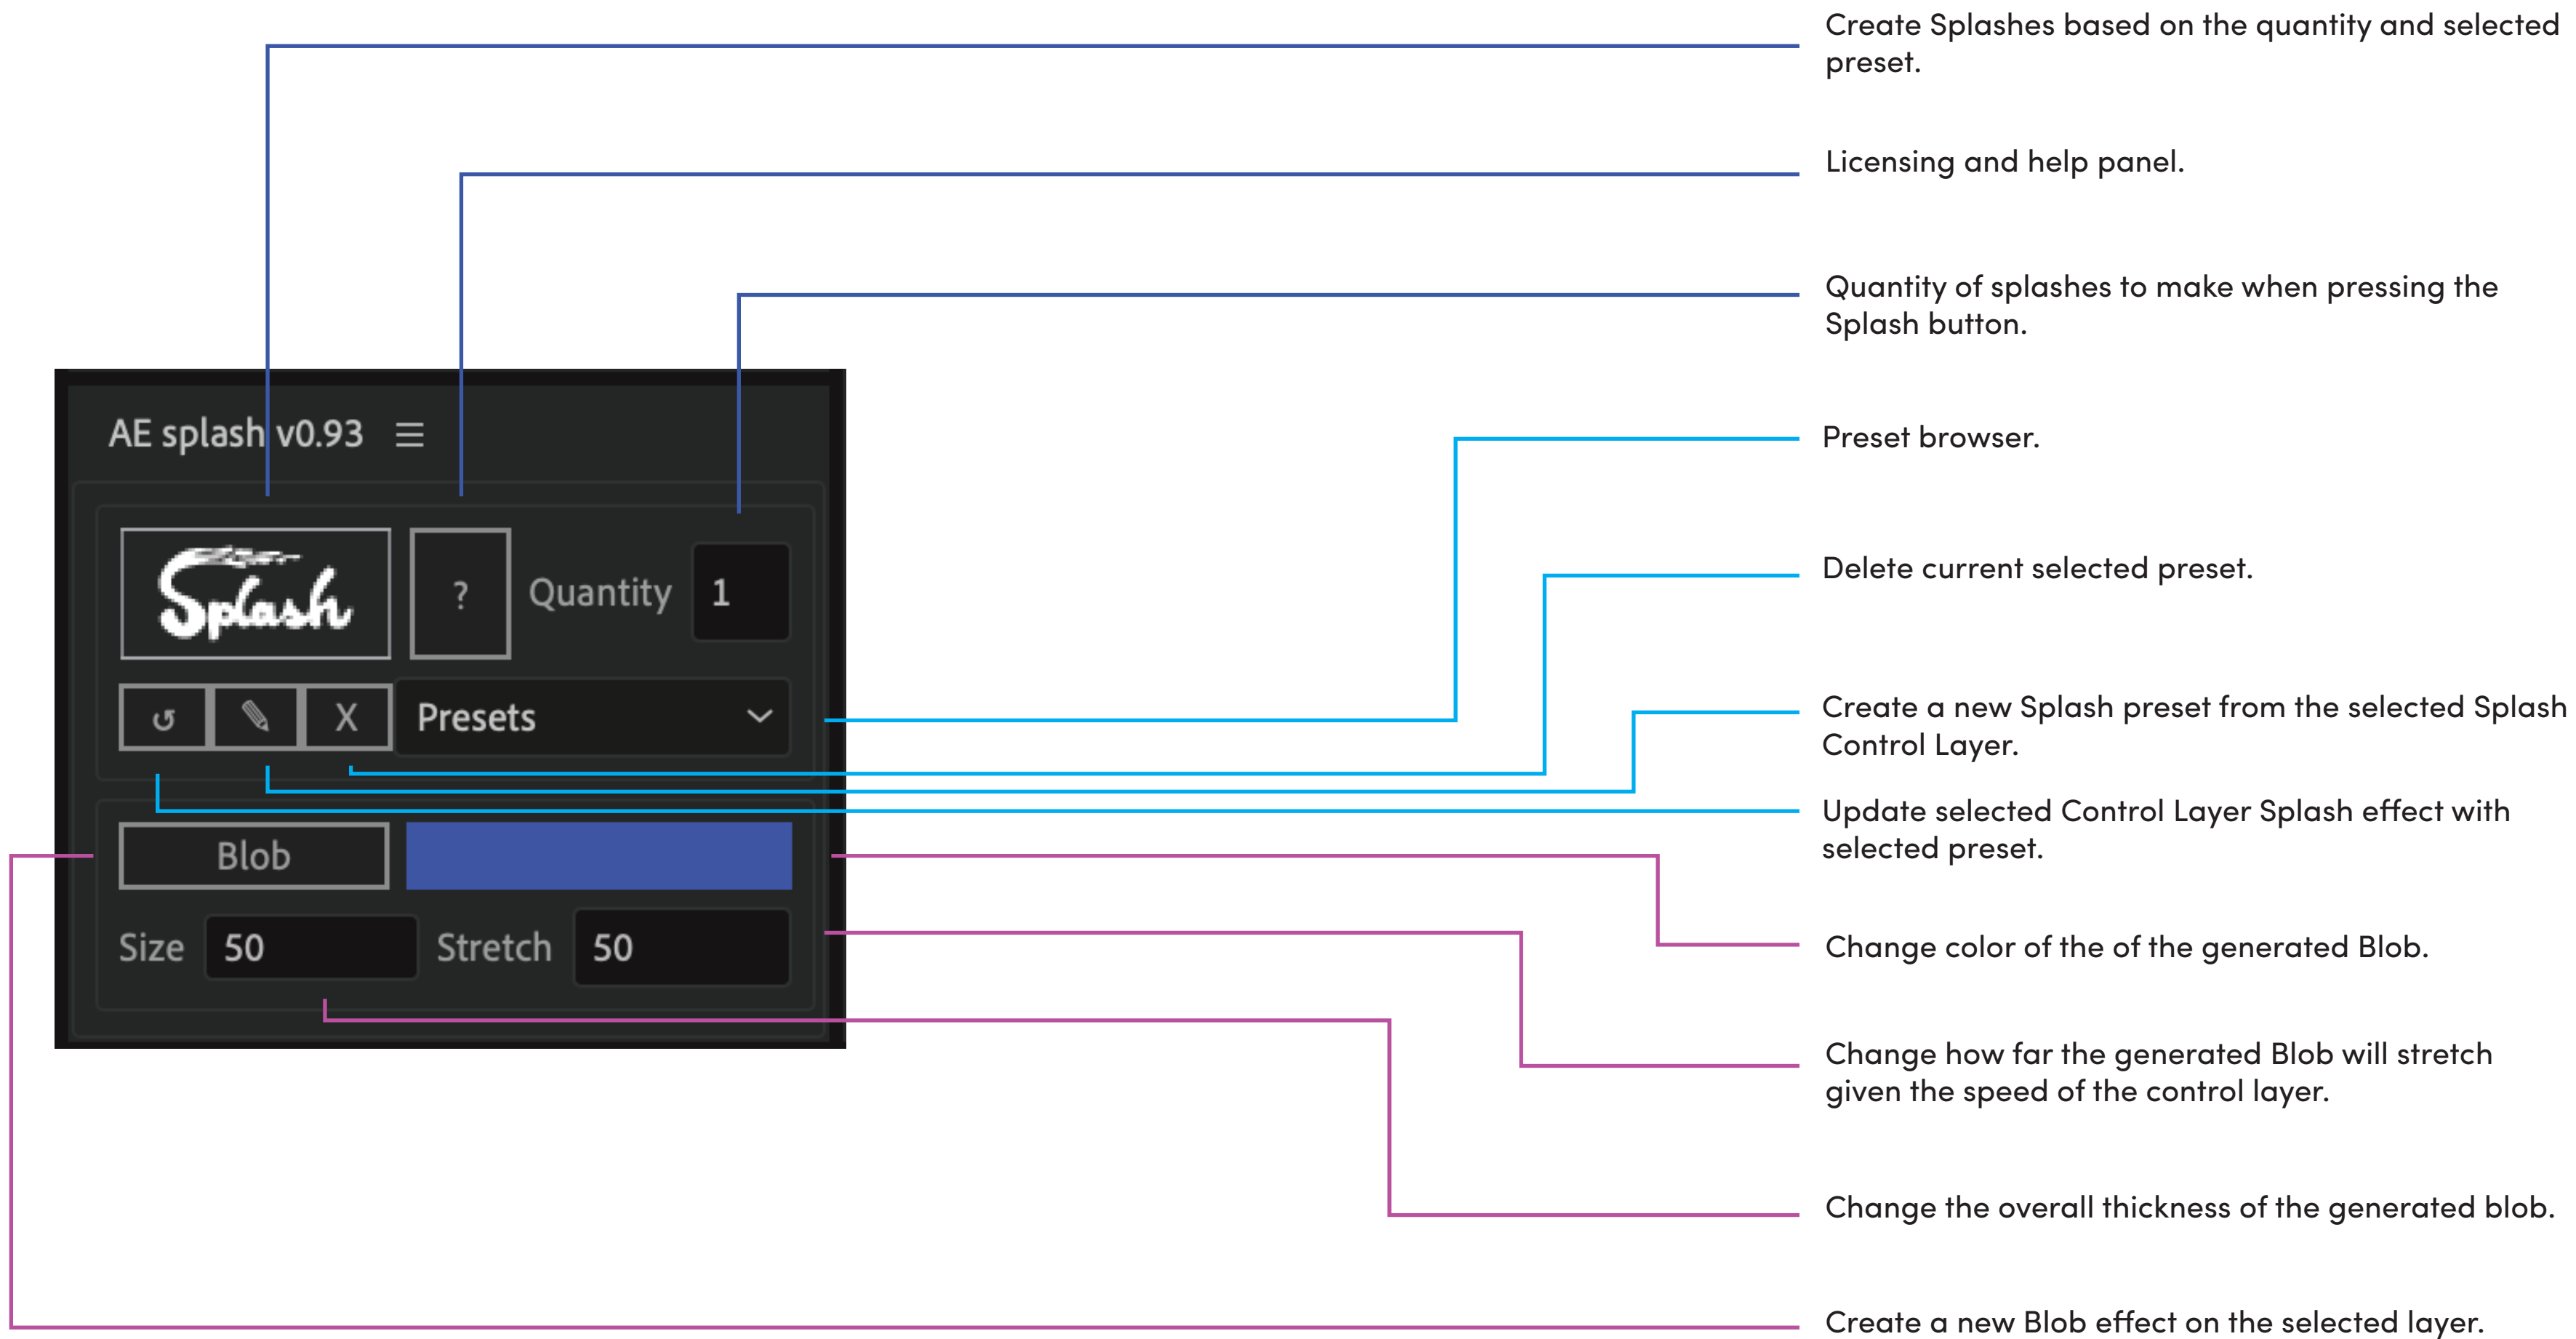 Create Splashes based on the quantity and selected
preset.
Licensing and help panel.
Quantity of splashes to make when pressing the
Splash button.
AE splash v0.93
Splash
?
Quantity
1
X
Presets
Blob
Size
50
Stretch
50
Preset browser.
Delete current selected preset.
Create a new Splash preset from the selected Splash
Control Layer.
Update selected Control Layer Splash effect with
selected preset.
Change color of the of the generated Blob.
Change how far the generated Blob will stretch
given the speed of the control layer.
Change the overall thickness of the generated blob.
Create a new Blob effect on the selected layer.